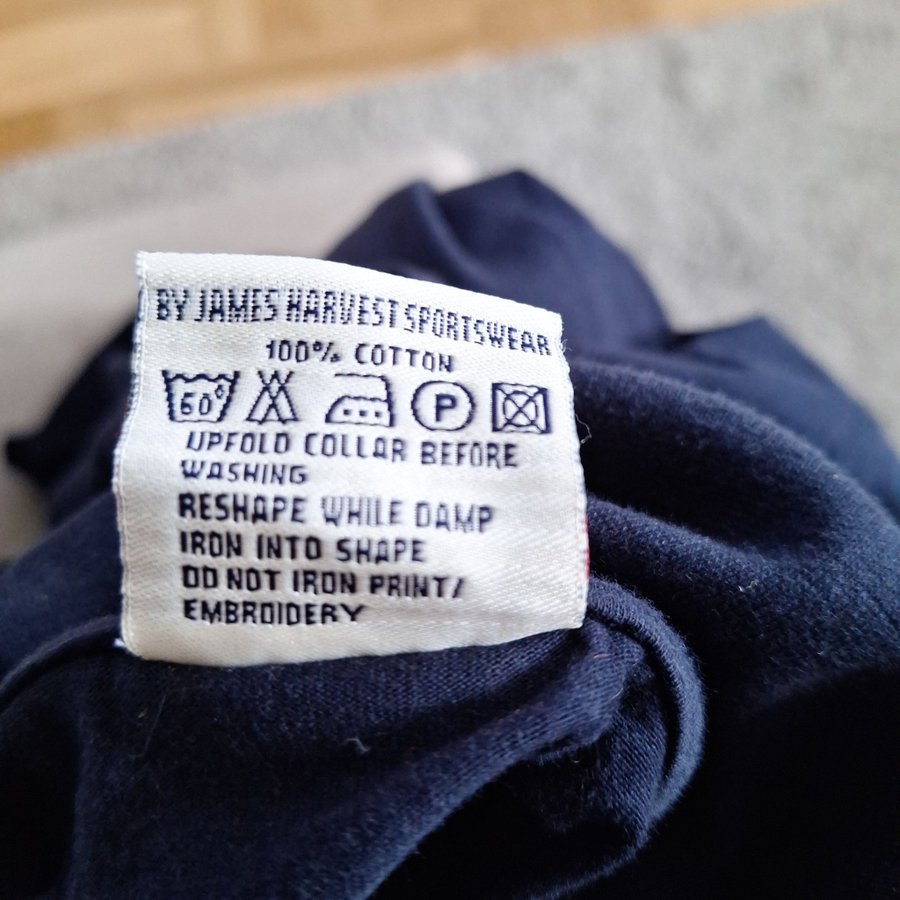 BY JAMES HARVEST SPORTSWEAR
100% COTTON
60° P
UPFOLD COLLAR BEFORE
WASHING
RESHAPE WHILE DAMP
IRON INTO SHAPE
DO NOT IRON PRINT/
EMBROIDERY